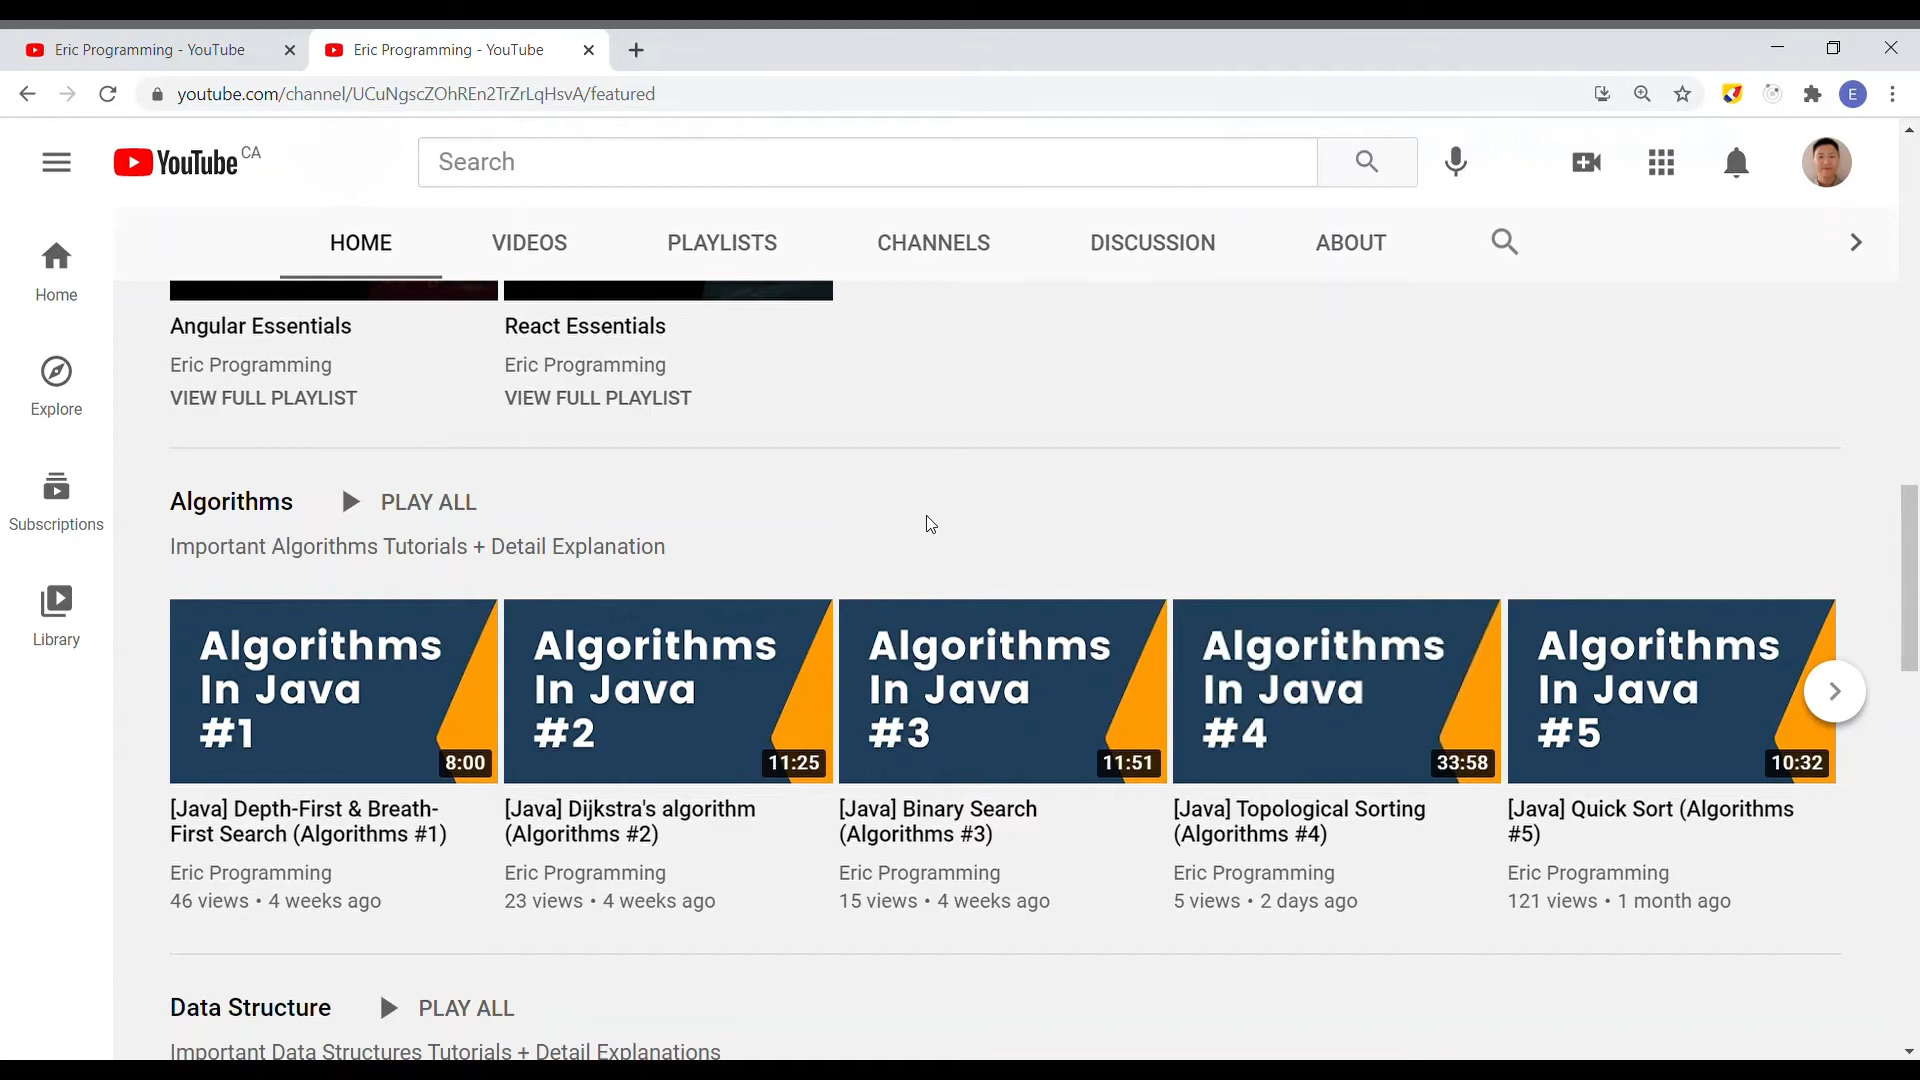 Eric Programming - YouTube
Eric Programming - YouTube
youtube.com/channel/UCuNgscZOhREn2TrZrLqHsvA/featured
E
YouTube CA
Search
HOME
VIDEOS
PLAYLISTS
CHANNELS
DISCUSSION
ABOUT
Home
Explore
Subscriptions
Library
Angular Essentials
Eric Programming
VIEW FULL PLAYLIST
React Essentials
Eric Programming
VIEW FULL PLAYLIST
Algorithms
PLAY ALL
Important Algorithms Tutorials + Detail Explanation
Algorithms
In Java
#1
8:00
[Java] Depth-First & Breath-
First Search (Algorithms #1)
Eric Programming
46 views • 4 weeks ago
Algorithms
In Java
#2
11:25
[Java] Dijkstra's algorithm
(Algorithms #2)
Eric Programming
23 views • 4 weeks ago
Algorithms
In Java
#3
11:51
[Java] Binary Search
(Algorithms #3)
Eric Programming
15 views • 4 weeks ago
Algorithms
In Java
#4
33:58
[Java] Topological Sorting
(Algorithms #4)
Eric Programming
5 views • 2 days ago
Algorithms
In Java
#5
10:32
[Java] Quick Sort (Algorithms
#5)
Eric Programming
121 views • 1 month ago
Data Structure
PLAY ALL
Important Data Structures Tutorials + Detail Explanations